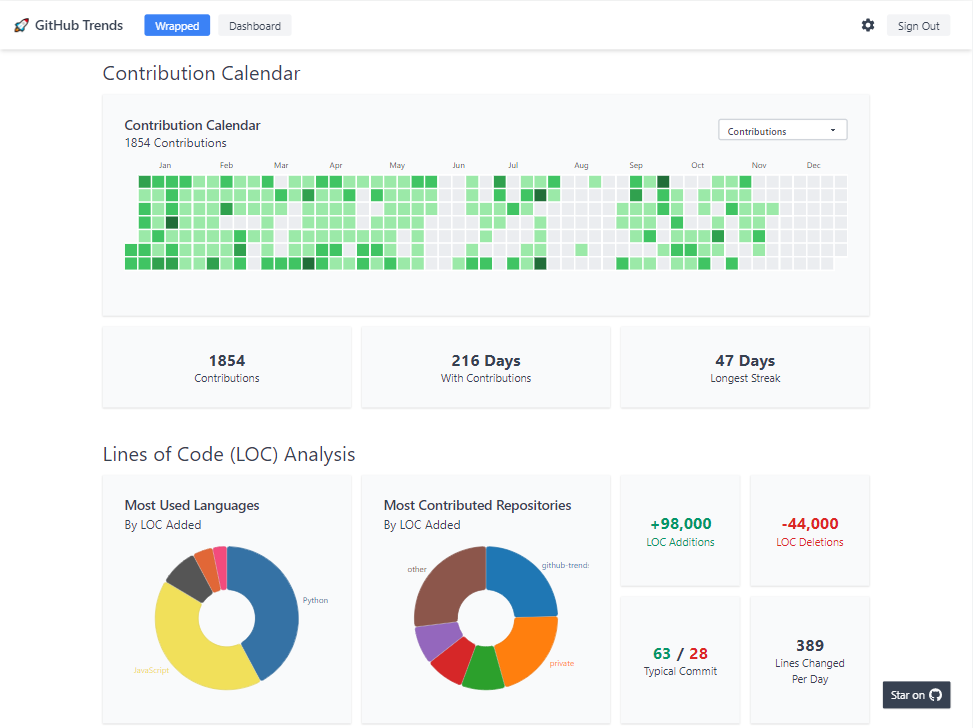 GitHub Trends
Wrapped
Dashboard
Sign Out
Contribution Calendar
Contribution Calendar
1854 Contributions
Contributions
Jan Feb Mar Apr May Jun Jul Aug Sep Oct Nov Dec
1854
Contributions
216 Days
With Contributions
47 Days
Longest Streak
Lines of Code (LOC) Analysis
Most Used Languages
By LOC Added
Python
JavaScript
Most Contributed Repositories
By LOC Added
other
github-trends
private
+98,000
LOC Additions
-44,000
LOC Deletions
63 / 28
Typical Commit
389
Lines Changed
Per Day
Star on